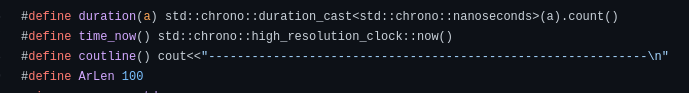 #define duration(a) std::chrono::duration_cast<std::chrono::nanoseconds>(a).count()
#define time_now() std::chrono::high_resolution_clock::now()
#define coutline() cout<<"-------------------------------------------------------------\n"
#define ArLen 100